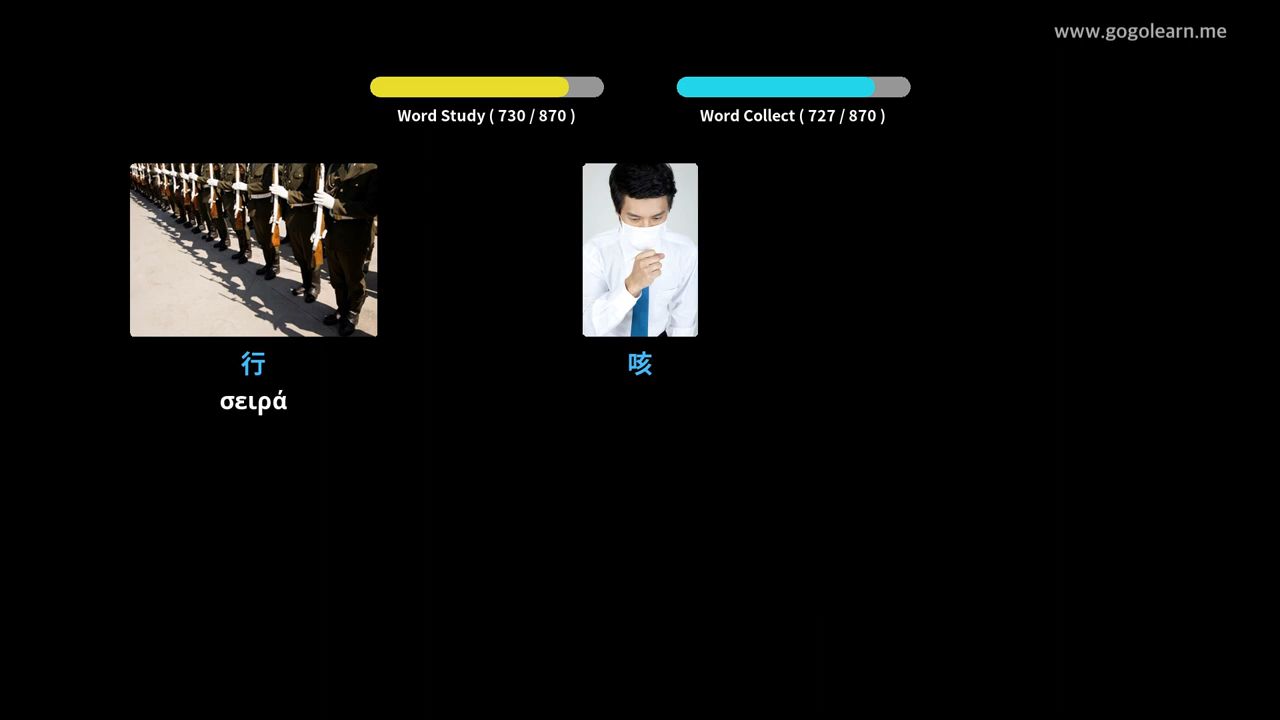 www.gogolearn.me
Word Study ( 730 / 870 )
Word Collect ( 727 / 870 )
行
σειρά
咳